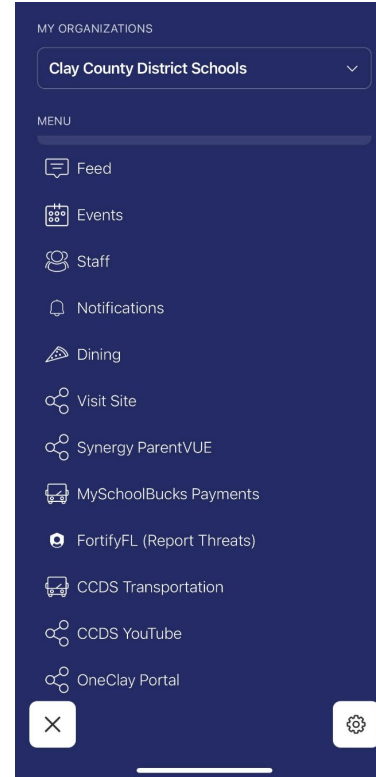 MY ORGANIZATIONS
Clay County District Schools
MENU
Feed
Events
Staff
Notifications
Dining
Visit Site
Synergy ParentVUE
MySchoolBucks Payments
FortifyFL (Report Threats)
CCDS Transportation
CCDS YouTube
OneClay Portal